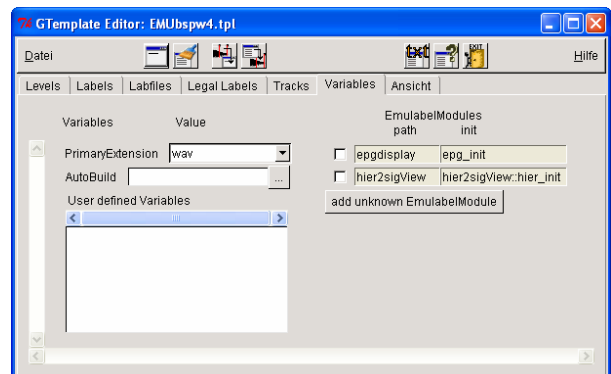 GTemplate Editor: EMUbspw4.tpl
Datei
Hilfe
Levels Labels Labfiles Legal Labels Tracks Variables Ansicht
Variables Value
EmulabelModules
path init
PrimaryExtension wav
epgdisplay epg_init
AutoBuild ...
hier2sigView hier2sigView::hier_init
User defined Variables
add unknown EmulabelModule